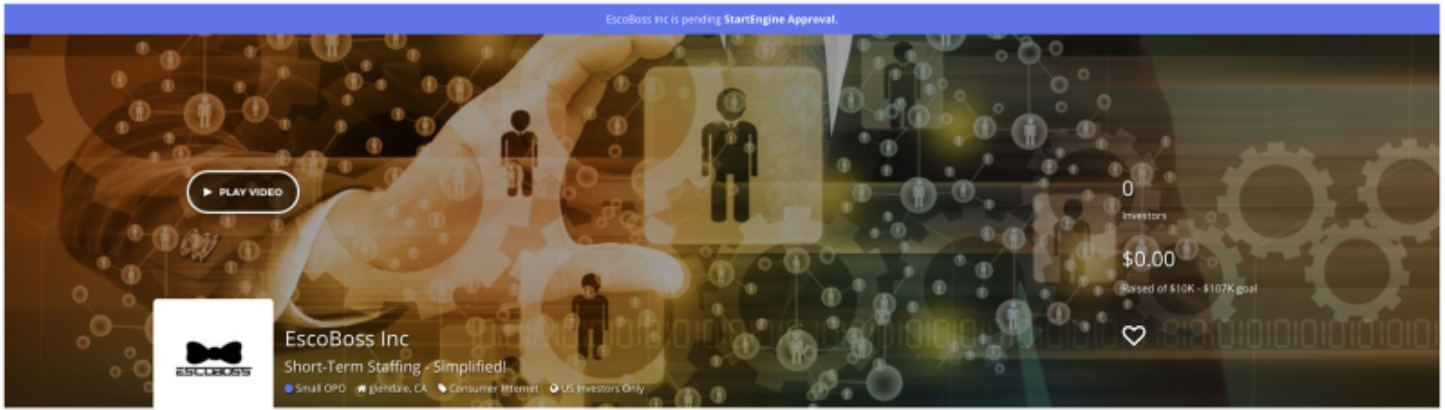 EscoBoss Inc is pending StartEngine Approval.
PLAY VIDEO
0
Investors
$0.00
Raised of $10K - $107K goal
ESCOBOSS
EscoBoss Inc
Short-Term Staffing - Simplified!
Small OPO glendale, CA Consumer Internet US Investors Only